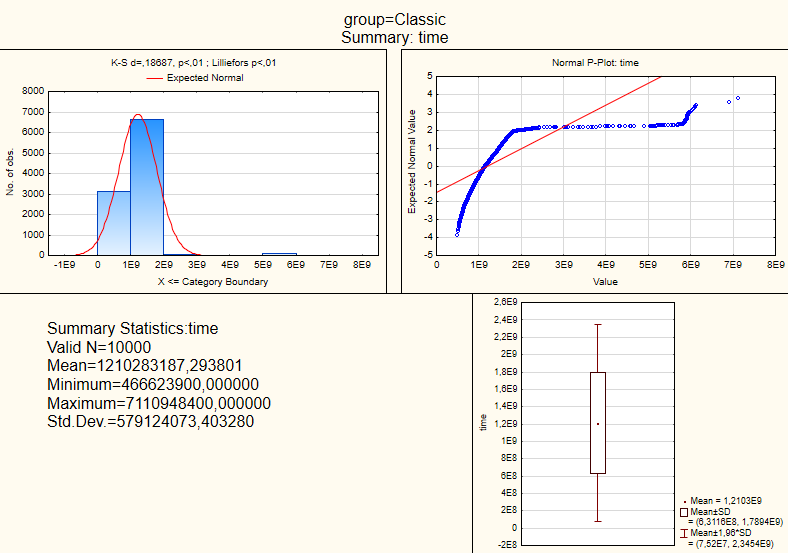 group=Classic
Summary: time
K-S d=,18687, p<,01 ; Lilliefors p<,01
Expected Normal
8000
7000
6000
5000
4000
3000
2000
1000
0
No. of obs.
-1E9 0 1E9 2E9 3E9 4E9 5E9 6E9 7E9 8E9
X <= Category Boundary
Normal P-Plot: time
5
4
3
2
1
0
-1
-2
-3
-4
-5
Expected Normal Value
0 1E9 2E9 3E9 4E9 5E9 6E9 7E9 8E9
Value
Summary Statistics:time
Valid N=10000
Mean=1210283187,293801
Minimum=466623900,000000
Maximum=7110948400,000000
Std.Dev.=579124073,403280
2,6E9
2,4E9
2,2E9
2E9
1,8E9
1,6E9
1,4E9
1,2E9
1E9
8E8
6E8
4E8
2E8
0
-2E8
time
Mean = 1,2103E9
Mean±SD
= (6,3116E8, 1,7894E9)
Mean±1,96*SD
= (7,52E7, 2,3454E9)